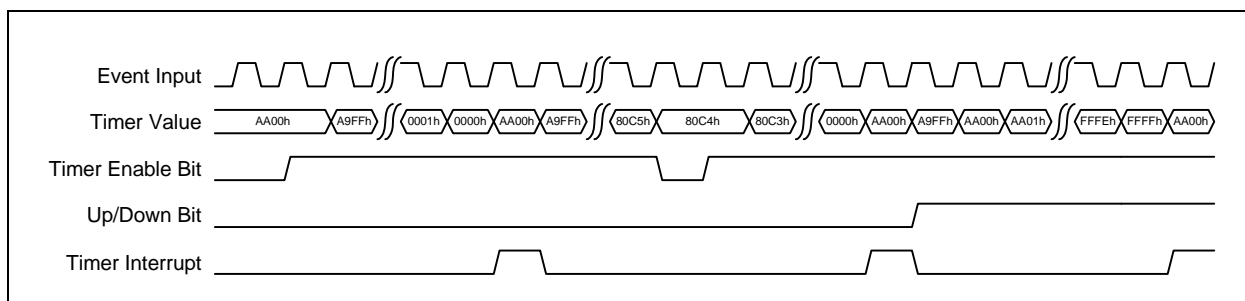 Event Input
Timer Value AA00h A9FFh 0001h 0000h AA00h A9FFh 80C5h 80C4h 80C3h 0000h AA00h A9FFh AA00h AA01h FFFEh FFFFh AA00h
Timer Enable Bit
Up/Down Bit
Timer Interrupt